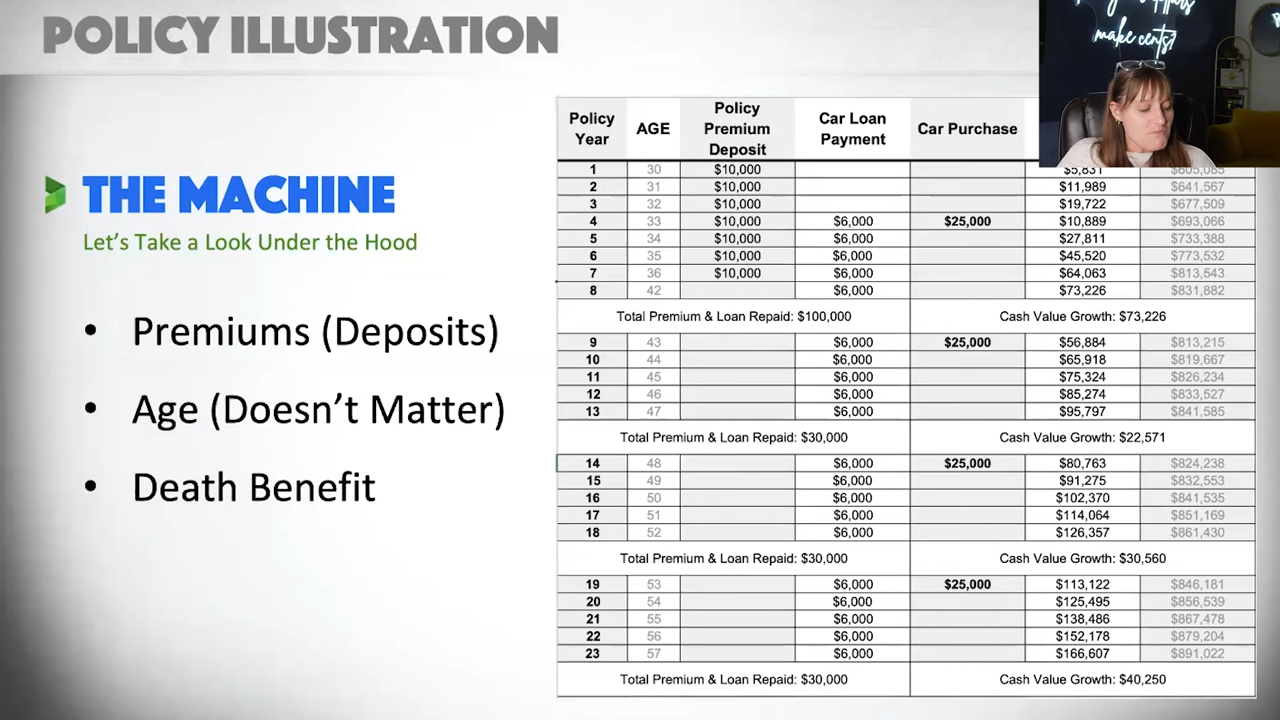 POLICY ILLUSTRATION
make cents?
THE MACHINE
Let's Take a Look Under the Hood
• Premiums (Deposits)
• Age (Doesn't Matter)
• Death Benefit
Policy Year AGE Policy Premium Deposit Car Loan Payment Car Purchase
1 30 $10,000 $5,831 $605,085
2 31 $10,000 $11,989 $641,567
3 32 $10,000 $19,722 $677,509
4 33 $10,000 $6,000 $25,000 $10,889 $693,066
5 34 $10,000 $6,000 $27,811 $733,388
6 35 $10,000 $6,000 $45,520 $773,532
7 36 $10,000 $6,000 $64,063 $813,543
8 42 $6,000 $73,226 $831,882
Total Premium & Loan Repaid: $100,000 Cash Value Growth: $73,226
9 43 $6,000 $25,000 $56,884 $813,215
10 44 $6,000 $65,918 $819,667
11 45 $6,000 $75,324 $826,234
12 46 $6,000 $85,274 $833,527
13 47 $6,000 $95,797 $841,585
Total Premium & Loan Repaid: $30,000 Cash Value Growth: $22,571
14 48 $6,000 $25,000 $80,763 $824,238
15 49 $6,000 $91,275 $832,553
16 50 $6,000 $102,370 $841,535
17 51 $6,000 $114,064 $851,169
18 52 $6,000 $126,357 $861,430
Total Premium & Loan Repaid: $30,000 Cash Value Growth: $30,560
19 53 $6,000 $25,000 $113,122 $846,181
20 54 $6,000 $125,495 $856,539
21 55 $6,000 $138,486 $867,478
22 56 $6,000 $152,178 $879,204
23 57 $6,000 $166,607 $891,022
Total Premium & Loan Repaid: $30,000 Cash Value Growth: $40,250